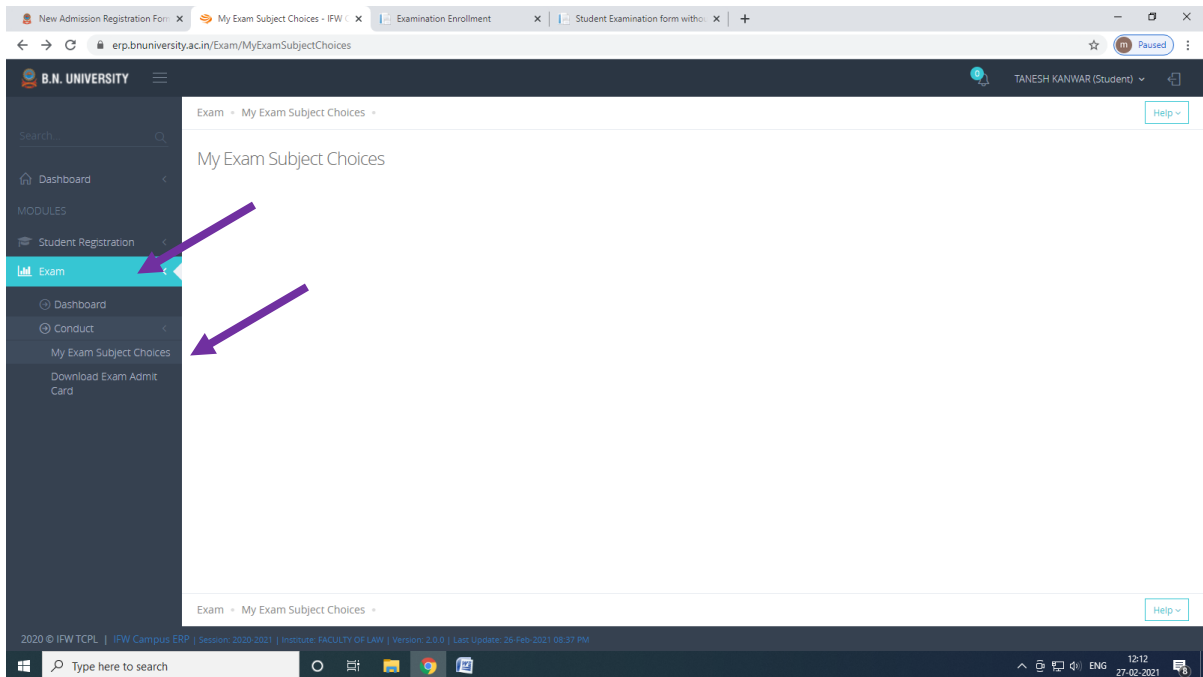 New Admission Registration Forn
My Exam Subject Choices - IFW C
Examination Enrollment
Student Examination form witho
erp.bnuniversity.ac.in/Exam/MyExamSubjectChoices
m Paused
B.N. UNIVERSITY
0
TANESH KANWAR (Student)
Exam • My Exam Subject Choices •
Help
Search...
My Exam Subject Choices
Dashboard
MODULES
Student Registration
Exam
Dashboard
Conduct
My Exam Subject Choices
Download Exam Admit
Card
Exam • My Exam Subject Choices •
Help
2020 © IFW TCPL | IFW Campus ERP | Session: 2020-2021 | Institute: FACULTY OF LAW | Version: 2.0.0 | Last Update: 26-Feb-2021 08:37 PM
Type here to search
ENG
12:12
27-02-2021
8